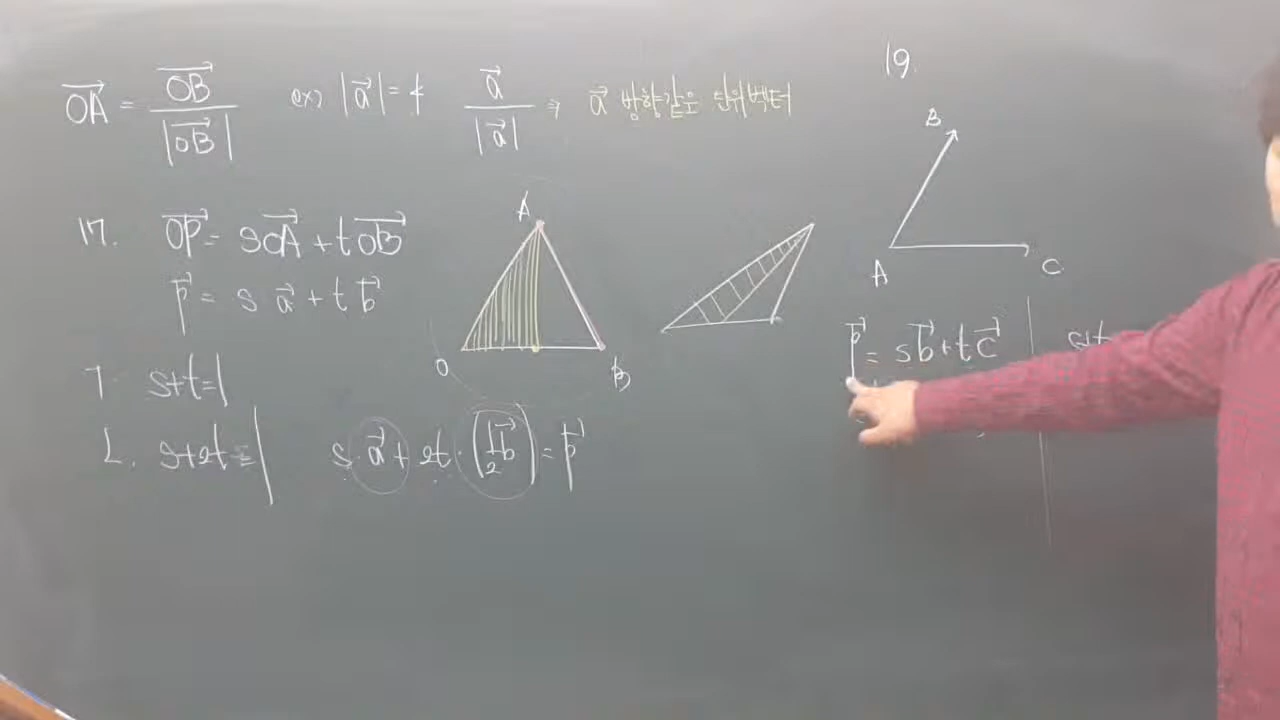 OA = OB / |OB| ex) |a| = 4 a / |a| ⇒ a 방향같은 단위벡터
17. OP = sOA + tOB
p = s a + t b
ㄱ. s+t=1
ㄴ. s+2t=1 s·a + 2t·(1/2 b) = p
A
O
B
19.
B
A
C
p = sb + tc
s+t